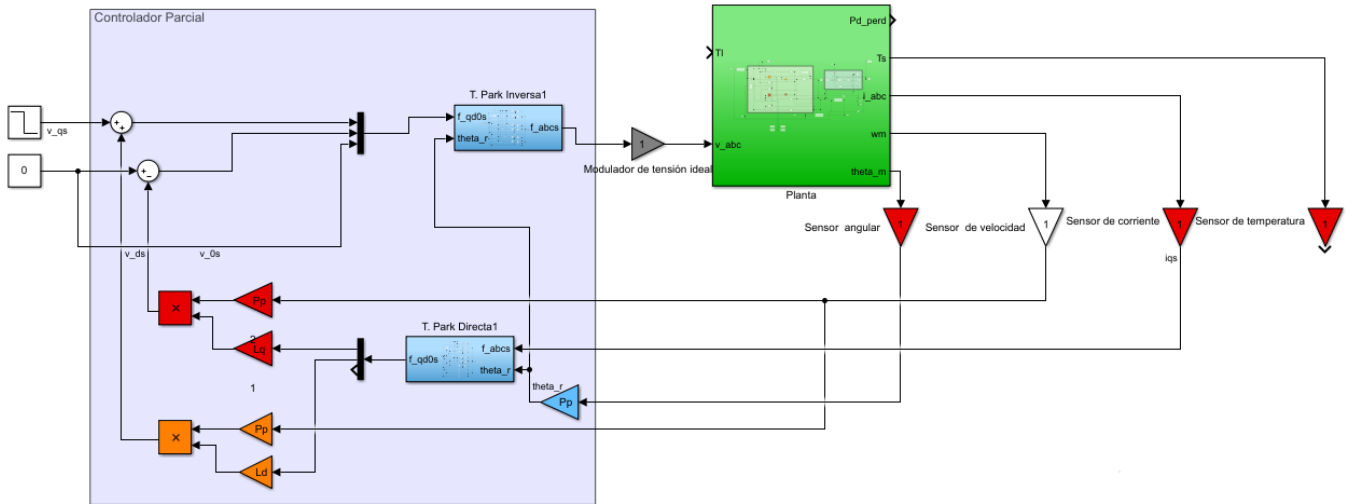 Controlador Parcial
Pd_perd
Tl
Ts
T. Park Inversa1
i_abc
v_qs
+
+
f_qd0s
theta_r
f_abcs
wm
1
v_abc
0
+
−
Modulador de tensión ideal
theta_m
Planta
Sensor angular
1
Sensor de velocidad
1
Sensor de corriente
1
Sensor de temperatura
1
v_ds
v_0s
iqs
×
Pp
T. Park Directa1
2
Lq
f_qd0s
f_abcs
theta_r
1
theta_r
Pp
×
Pp
Ld